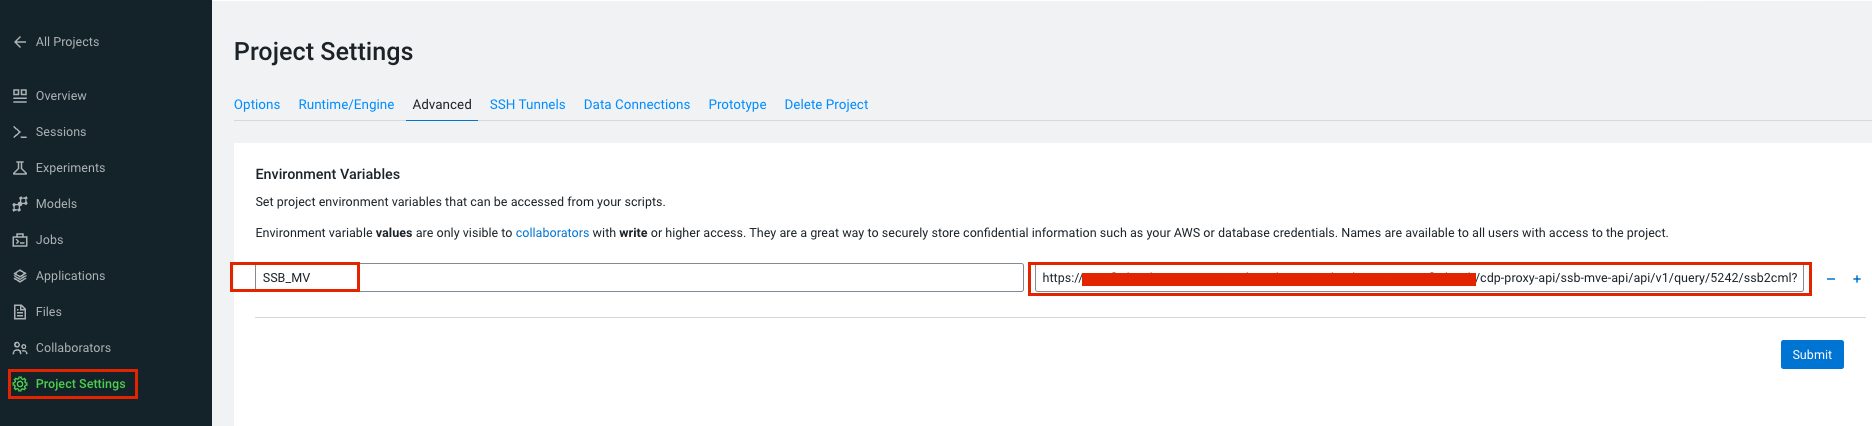 All Projects
Overview
Sessions
Experiments
Models
Jobs
Applications
Files
Collaborators
Project Settings
Project Settings
Options Runtime/Engine Advanced SSH Tunnels Data Connections Prototype Delete Project
Environment Variables
Set project environment variables that can be accessed from your scripts.
Environment variable values are only visible to collaborators with write or higher access. They are a great way to securely store confidential information such as your AWS or database credentials. Names are available to all users with access to the project.
SSB_MV https:// /cdp-proxy-api/ssb-mve-api/api/v1/query/5242/ssb2cml?
Submit